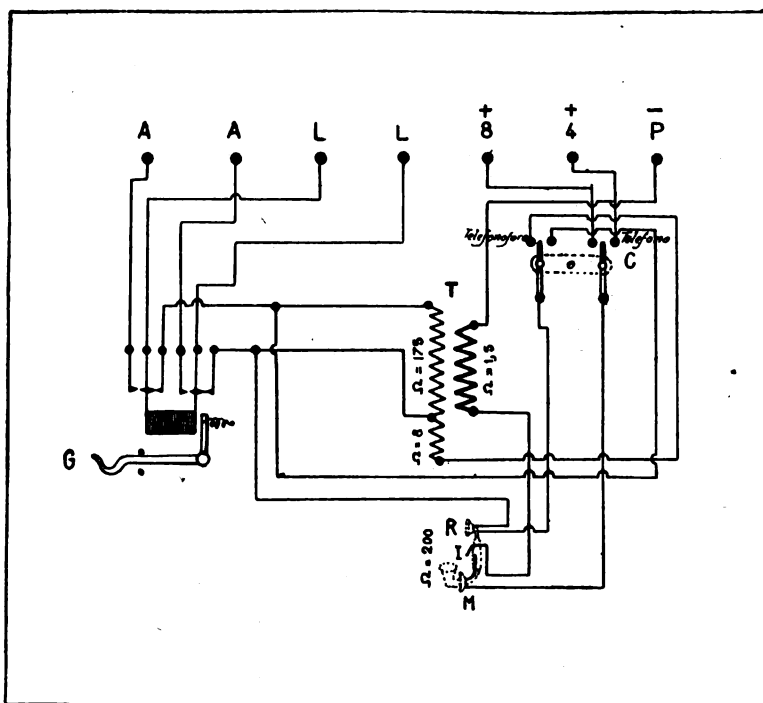 + + –
A A L L 8 4 P
Telefonoforo Telefono
C
T
Ω = 175
Ω = 1,5
Ω = 8
G
R
I
Ω = 200
M